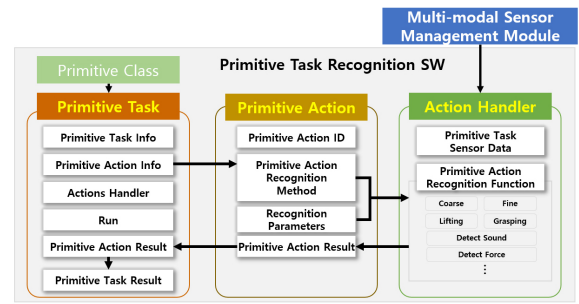 Multi-modal Sensor
Management Module
Primitive Task Recognition SW
Primitive Class
Primitive Task
Primitive Task Info
Primitive Action Info
Actions Handler
Run
Primitive Action Result
Primitive Task Result
Primitive Action
Primitive Action ID
Primitive Action
Recognition
Method
Recognition
Parameters
Primitive Action Result
Action Handler
Primitive Task
Sensor Data
Primitive Action
Recognition Function
Coarse
Fine
Lifting
Grasping
Detect Sound
Detect Force
⋮